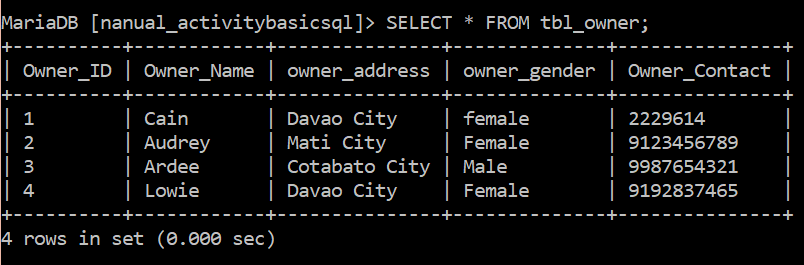 MariaDB [nanual_activitybasicsql]> SELECT * FROM tbl_owner;
+----------+------------+---------------+--------------+---------------+
| Owner_ID | Owner_Name | owner_address | owner_gender | Owner_Contact |
+----------+------------+---------------+--------------+---------------+
| 1        | Cain       | Davao City    | female       | 2229614       |
| 2        | Audrey     | Mati City     | Female       | 9123456789    |
| 3        | Ardee      | Cotabato City | Male         | 9987654321    |
| 4        | Lowie      | Davao City    | Female       | 9192837465    |
+----------+------------+---------------+--------------+---------------+
4 rows in set (0.000 sec)